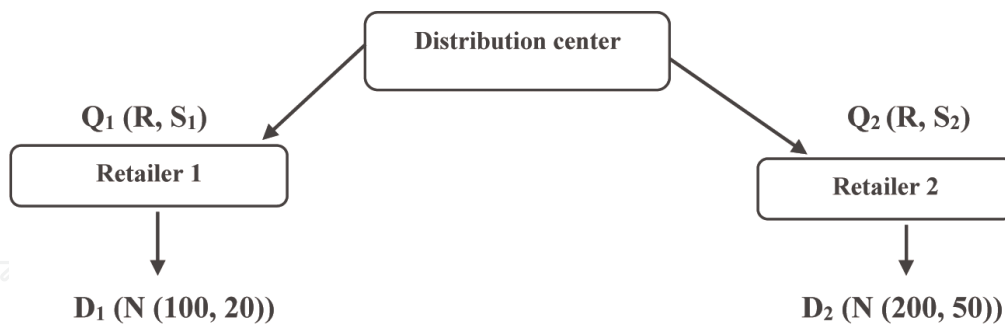 Distribution center
Q₁ (R, S₁)
Q₂ (R, S₂)
Retailer 1
Retailer 2
D₁ (N (100, 20))
D₂ (N (200, 50))